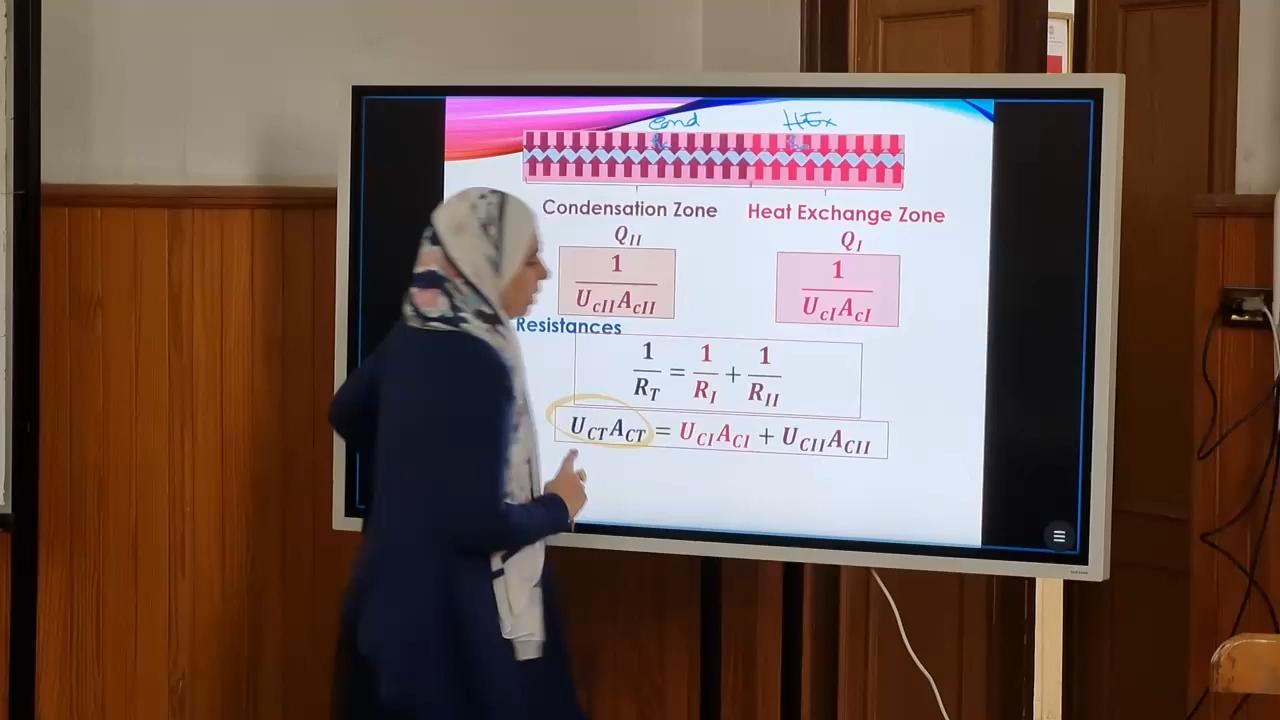 Cond HEx
Condensation Zone Heat Exchange Zone
Q_II Q_I
1/(U_cII A_cII) 1/(U_cI A_cI)
Resistances
1/R_T = 1/R_I + 1/R_II
U_CT A_CT = U_CI A_CI + U_CII A_CII